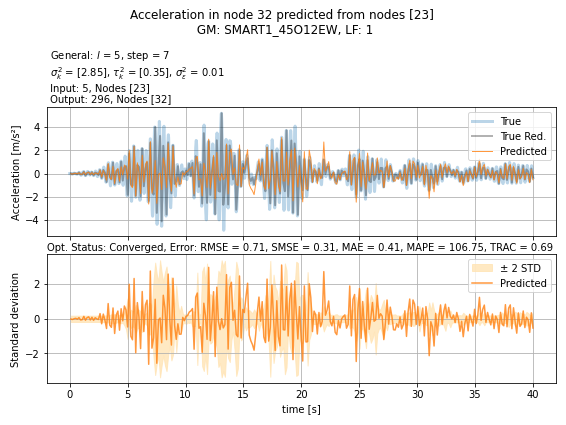 Acceleration in node 32 predicted from nodes [23]
GM: SMART1_45O12EW, LF: 1
General: l = 5, step = 7
σ²ₖ = [2.85], τ²ₖ = [0.35], σ²ε = 0.01
Input: 5, Nodes [23]
Output: 296, Nodes [32]
Acceleration [m/s²]
4
2
0
−2
−4
True
True Red.
Predicted
Opt. Status: Converged, Error: RMSE = 0.71, SMSE = 0.31, MAE = 0.41, MAPE = 106.75, TRAC = 0.69
Standard deviation
2
0
−2
± 2 STD
Predicted
0 5 10 15 20 25 30 35 40
time [s]